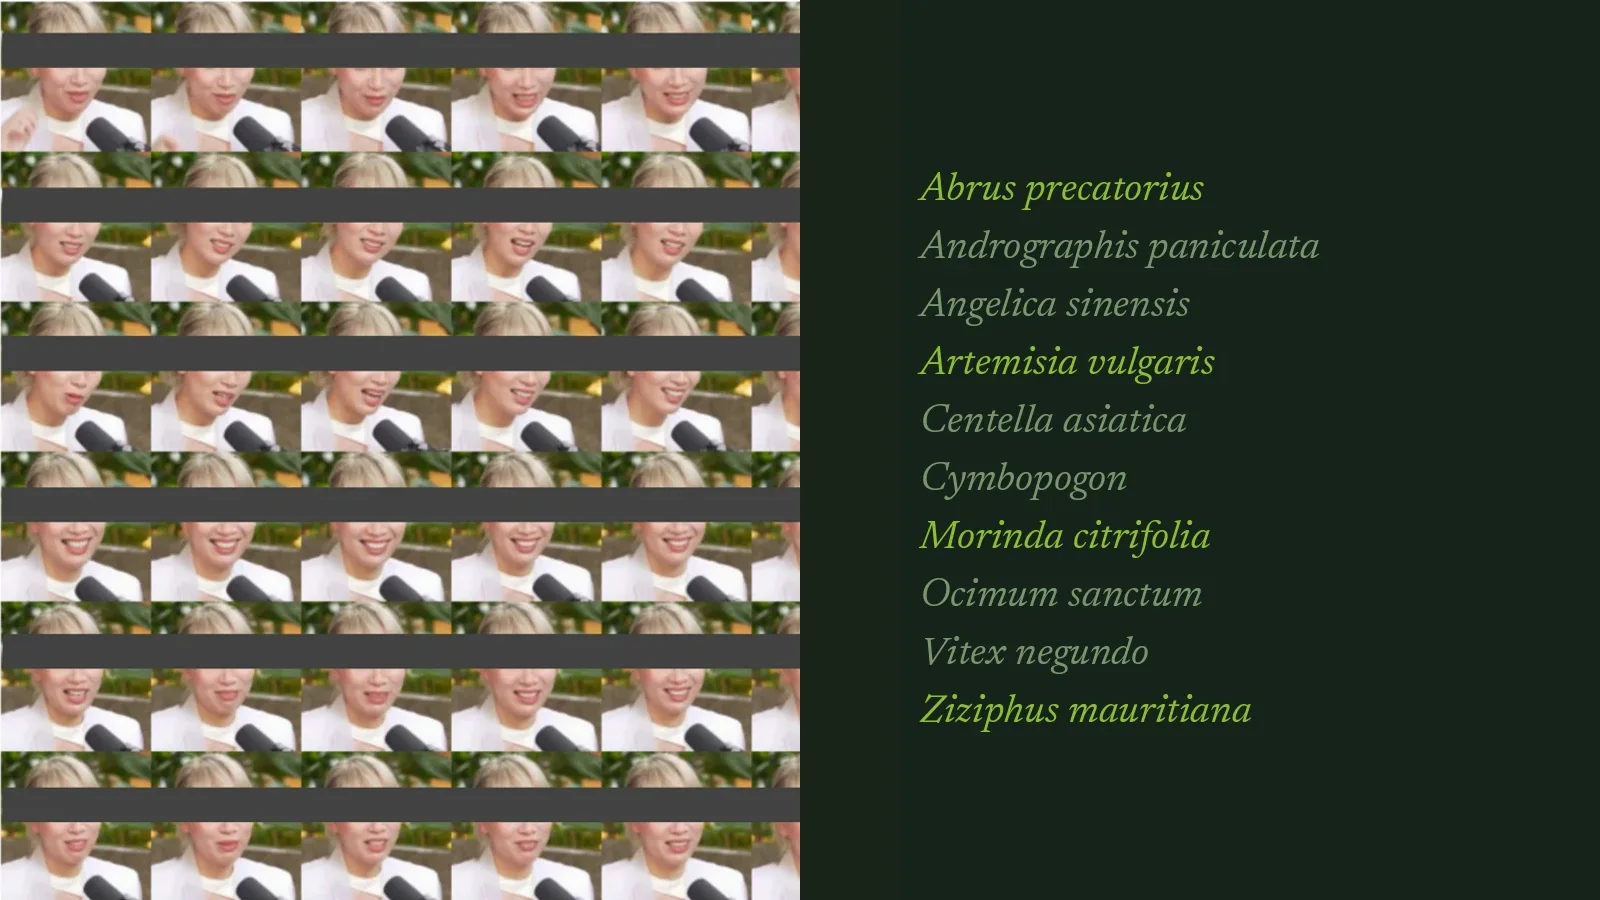 Abrus precatorius
Andrographis paniculata
Angelica sinensis
Artemisia vulgaris
Centella asiatica
Cymbopogon
Morinda citrifolia
Ocimum sanctum
Vitex negundo
Ziziphus mauritiana